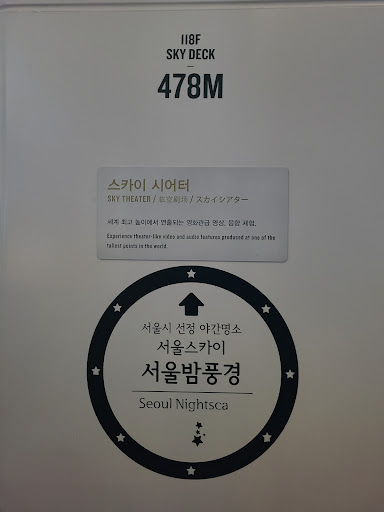 118F
SKY DECK
478M
스카이 시어터
SKY THEATER / 藝空劇場 / スカイシアター
세계 최고 높이에서 연출되는 영화관급 영상, 음향 체험.
Experience theater-like video and audio features produced at one of the
tallest points in the world.
서울시 선정 야간명소
서울스카이
서울밤풍경
Seoul Nightsca